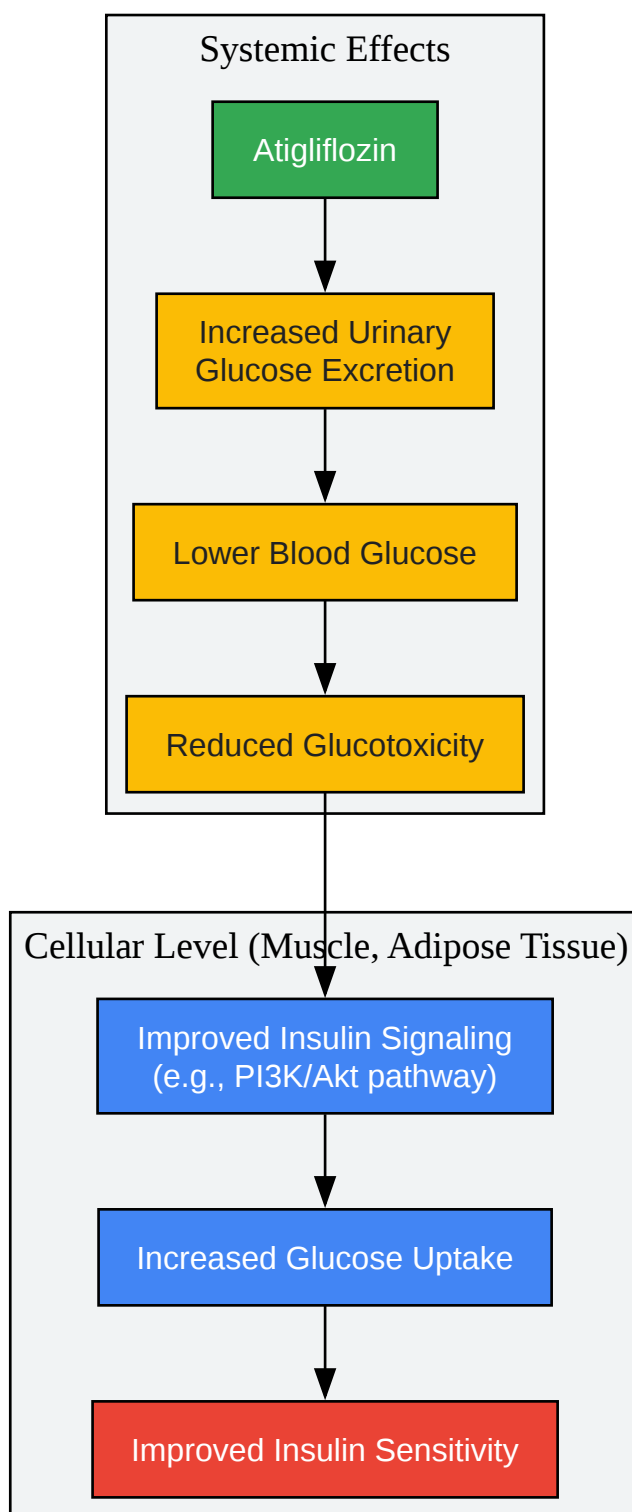 Systemic Effects
Atigliflozin
Increased Urinary
Glucose Excretion
Lower Blood Glucose
Reduced Glucotoxicity
Cellular Level (Muscle, Adipose Tissue)
Improved Insulin Signaling
(e.g., PI3K/Akt pathway)
Increased Glucose Uptake
Improved Insulin Sensitivity